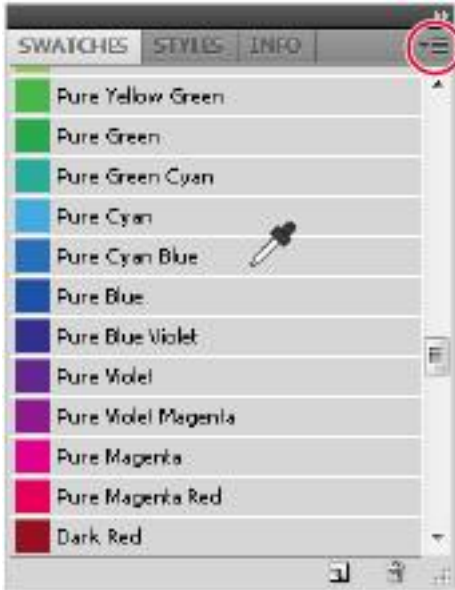 SWATCHES STYLES INFO
Pure Yellow Green
Pure Green
Pure Green Cyan
Pure Cyan
Pure Cyan Blue
Pure Blue
Pure Blue Violet
Pure Violet
Pure Violet Magenta
Pure Magenta
Pure Magenta Red
Dark Red